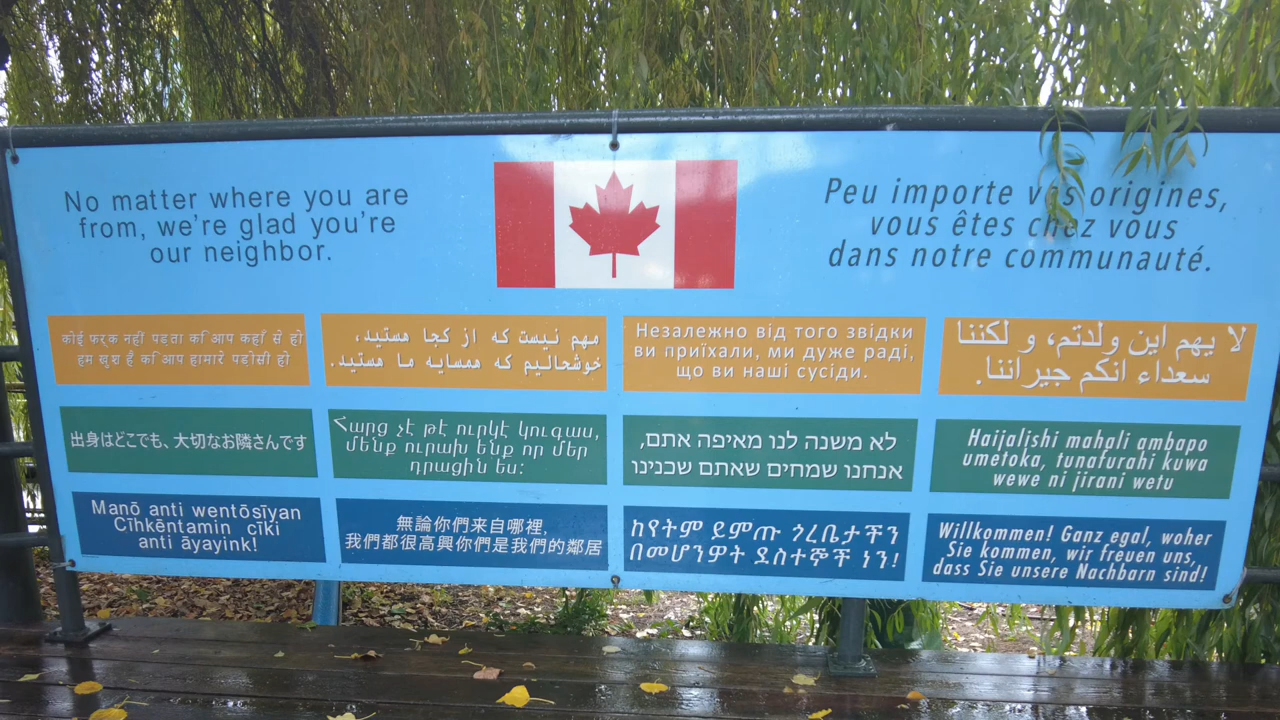 No matter where you are
from, we're glad you're
our neighbor.
Peu importe vos origines,
vous êtes chez vous
dans notre communauté.
कोई फर्क नहीं पडता कि आप कहाँ से हो
हम खुश हैं कि आप हामारे पड़ोसी हो
مهم نیست که از کجا هستید،
خوشحالیم که همسایه ما هستید.
Незалежно від того звідки
ви приїхали, ми дуже раді,
що ви наші сусіди.
لا يهم اين ولدتم، و لكننا
سعداء انكم جيراننا.
出身はどこでも、大切なお隣さんです
Հարց չէ թէ ուրկէ կուգաս,
մենք ուրախ ենք որ մեր
դրացին ես:
לא משנה לנו מאיפה אתם,
אנחנו שמחים שאתם שכנינו
Haijalishi mahali ambapo
umetoka, tunafurahi kuwa
wewe ni jirani wetu
Manō anti wentōsīyan
Cīhkēntamin cīki
anti āyayink!
無論你們来自哪裡,
我們都很高興你們是我們的鄰居
ከየትም ይምጡ ጎረቤታችን
በመሆንዎት ደስተኞች ነን!
Willkommen! Ganz egal, woher
Sie kommen, wir freuen uns,
dass Sie unsere Nachbarn sind!